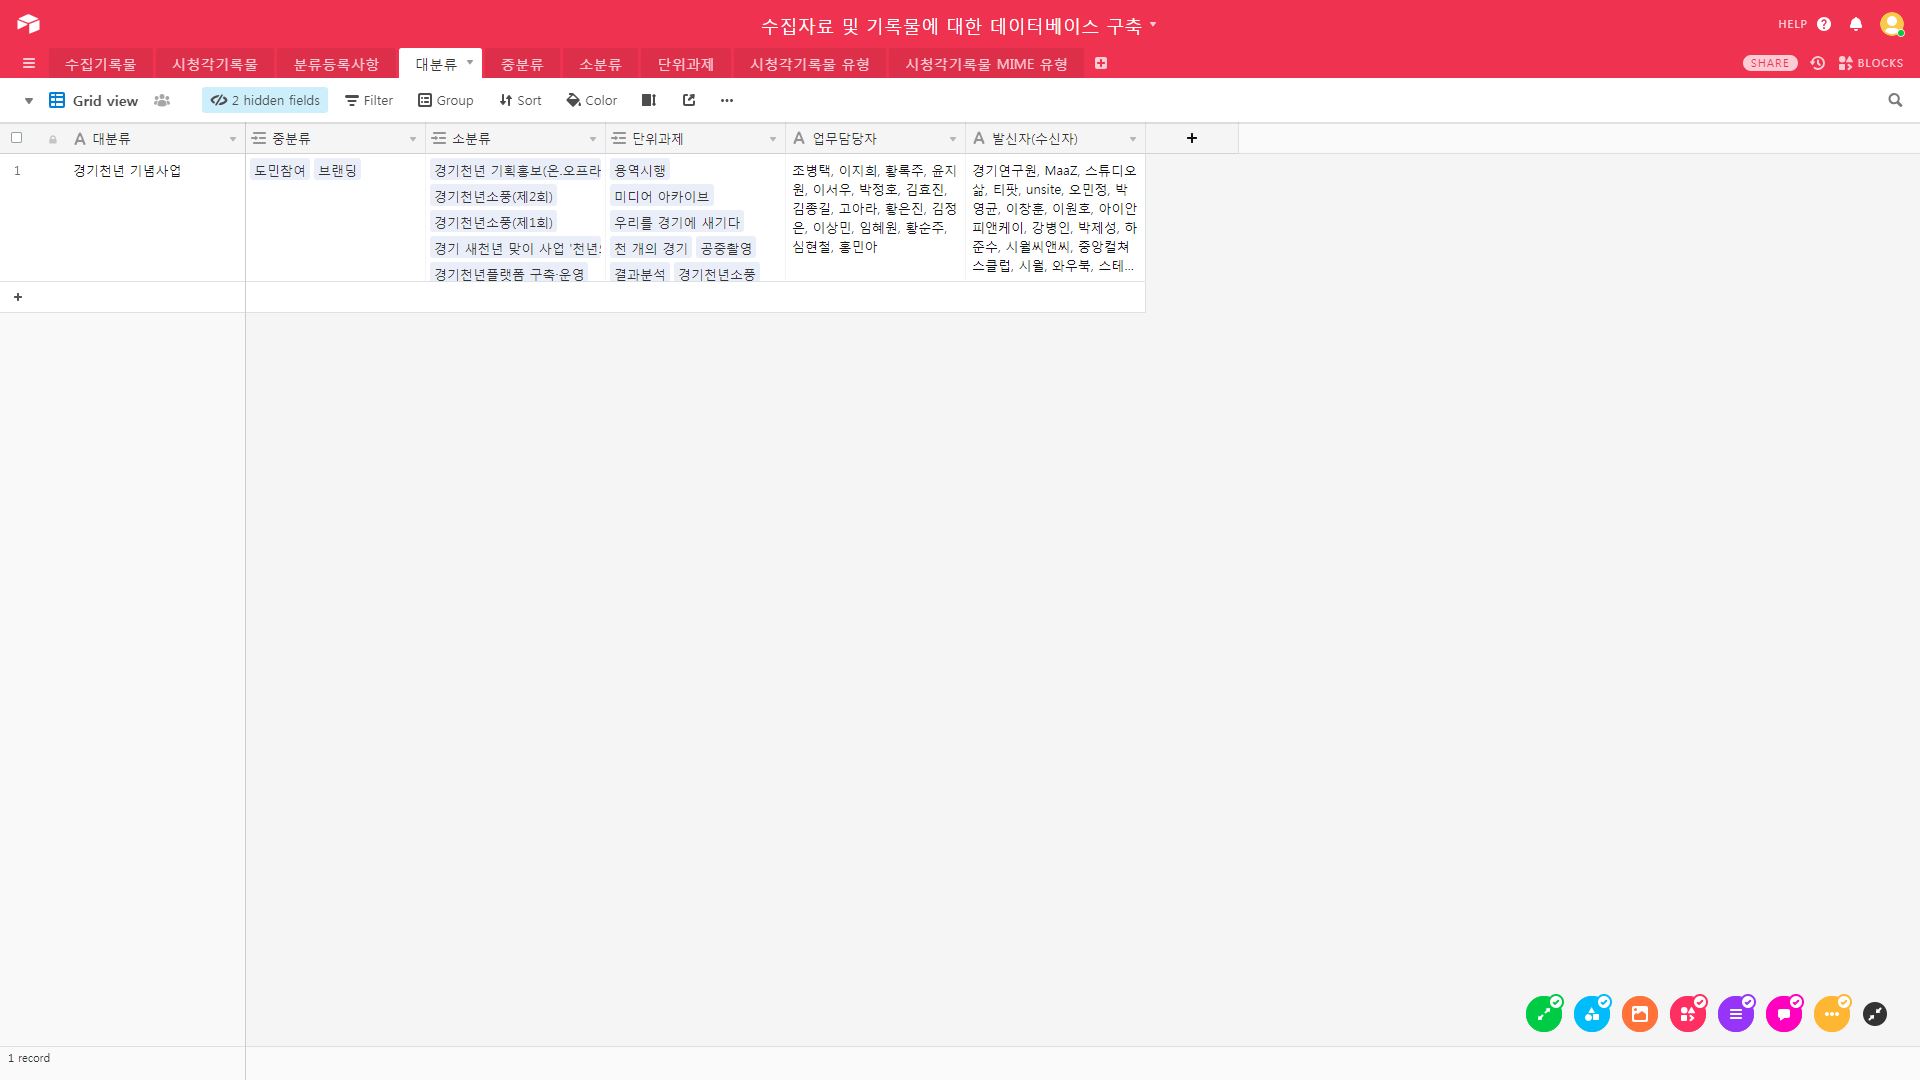 수집자료 및 기록물에 대한 데이터베이스 구축
HELP
수집기록물 시청각기록물 분류등록사항 대분류 중분류 소분류 단위과제 시청각기록물 유형 시청각기록물 MIME 유형
SHARE BLOCKS
Grid view 2 hidden fields Filter Group Sort Color
대분류 중분류 소분류 단위과제 업무담당자 발신자(수신자)
1 경기천년 기념사업
도민참여 브랜딩
경기천년 기획홍보(온.오프라
경기천년소풍(제2회)
경기천년소풍(제1회)
경기 새천년 맞이 사업 '천년
경기천년플랫폼 구축·운영
용역시행
미디어 아카이브
우리를 경기에 새기다
천 개의 경기 공중촬영
결과분석 경기천년소풍
조병택, 이지희, 황록주, 윤지
원, 이서우, 박정호, 김효진,
김종길, 고아라, 황은진, 김정
은, 이상민, 임혜원, 황순주,
심현철, 홍민아
경기연구원, MaaZ, 스튜디오
삶, 티팟, unsite, 오민정, 박
영균, 이창훈, 이원호, 아이안
피앤케이, 강병인, 박제성, 하
준수, 시월씨앤씨, 중앙컬쳐
스클럽, 시월, 와우북, 스테...
1 record